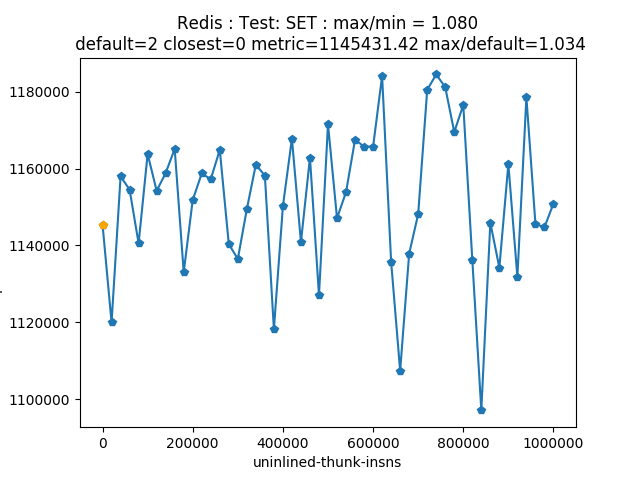 Redis : Test: SET : max/min = 1.080
default=2 closest=0 metric=1145431.42 max/default=1.034
1180000
1160000
1140000
1120000
1100000
0 200000 400000 600000 800000 1000000
uninlined-thunk-insns